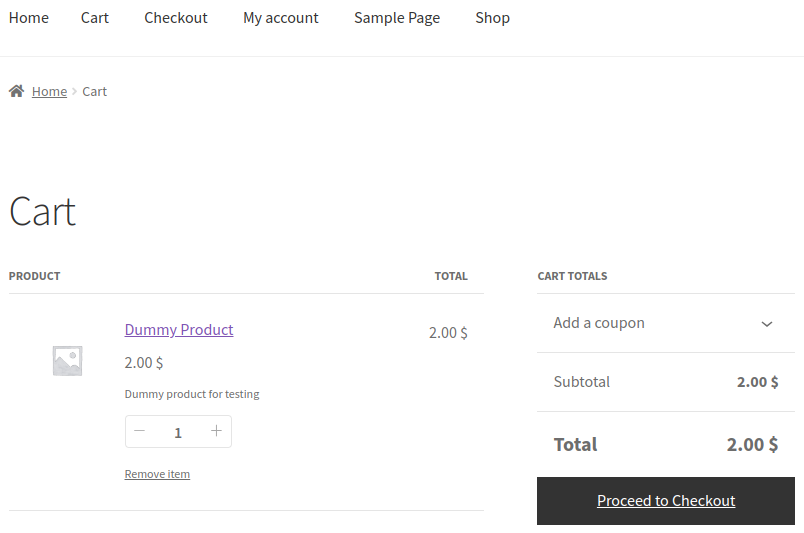 Home Cart Checkout My account Sample Page Shop
Home Cart
Cart
PRODUCT TOTAL
Dummy Product 2.00 $
2.00 $
Dummy product for testing
1
Remove item
CART TOTALS
Add a coupon
Subtotal 2.00 $
Total 2.00 $
Proceed to Checkout